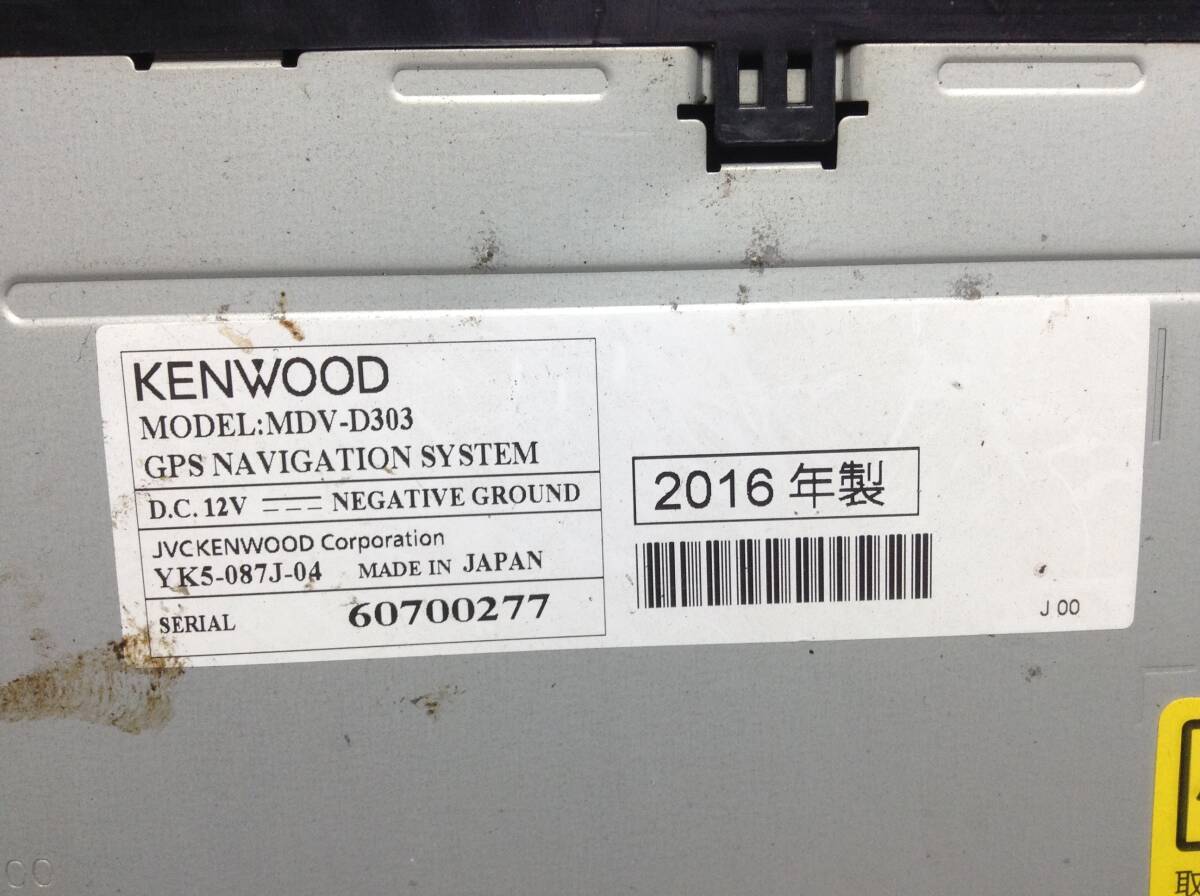 KENWOOD
MODEL:MDV-D303
GPS NAVIGATION SYSTEM
D.C. 12V NEGATIVE GROUND
JVCKENWOOD Corporation
YK5-087J-04 MADE IN JAPAN
SERIAL 60700277
2016 年製
J 00
取